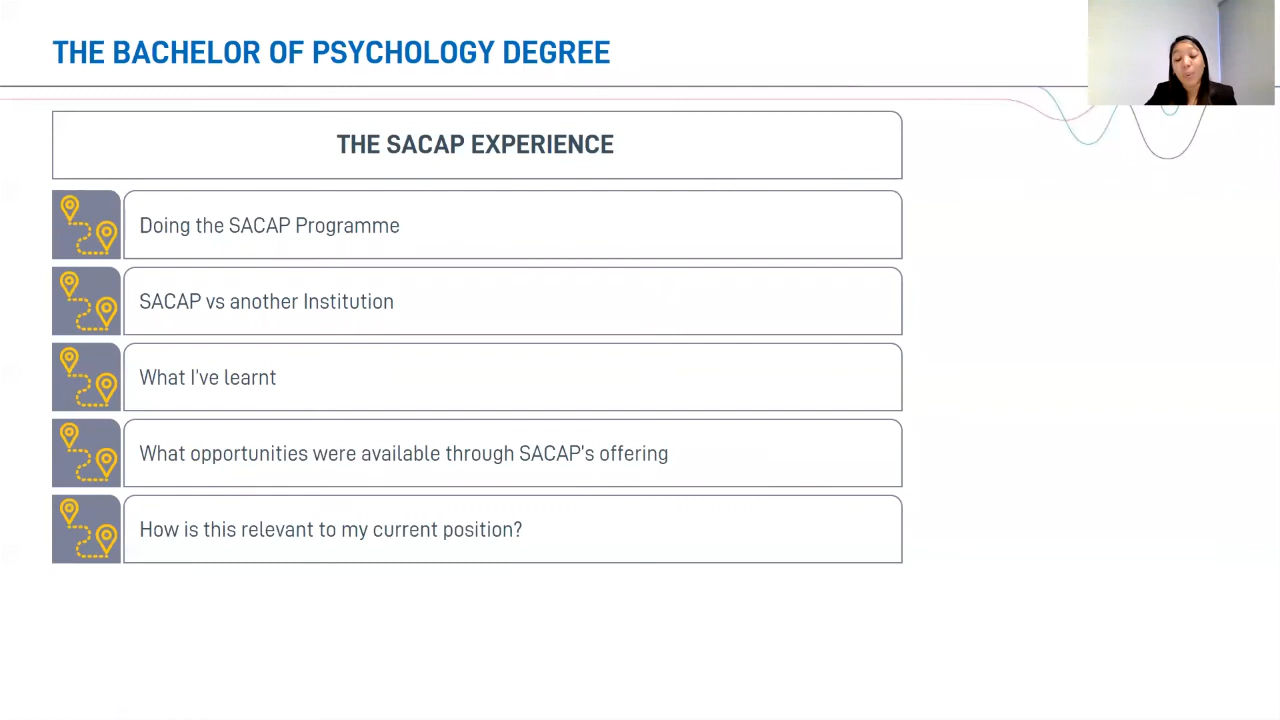 THE BACHELOR OF PSYCHOLOGY DEGREE
THE SACAP EXPERIENCE
Doing the SACAP Programme
SACAP vs another Institution
What I've learnt
What opportunities were available through SACAP's offering
How is this relevant to my current position?